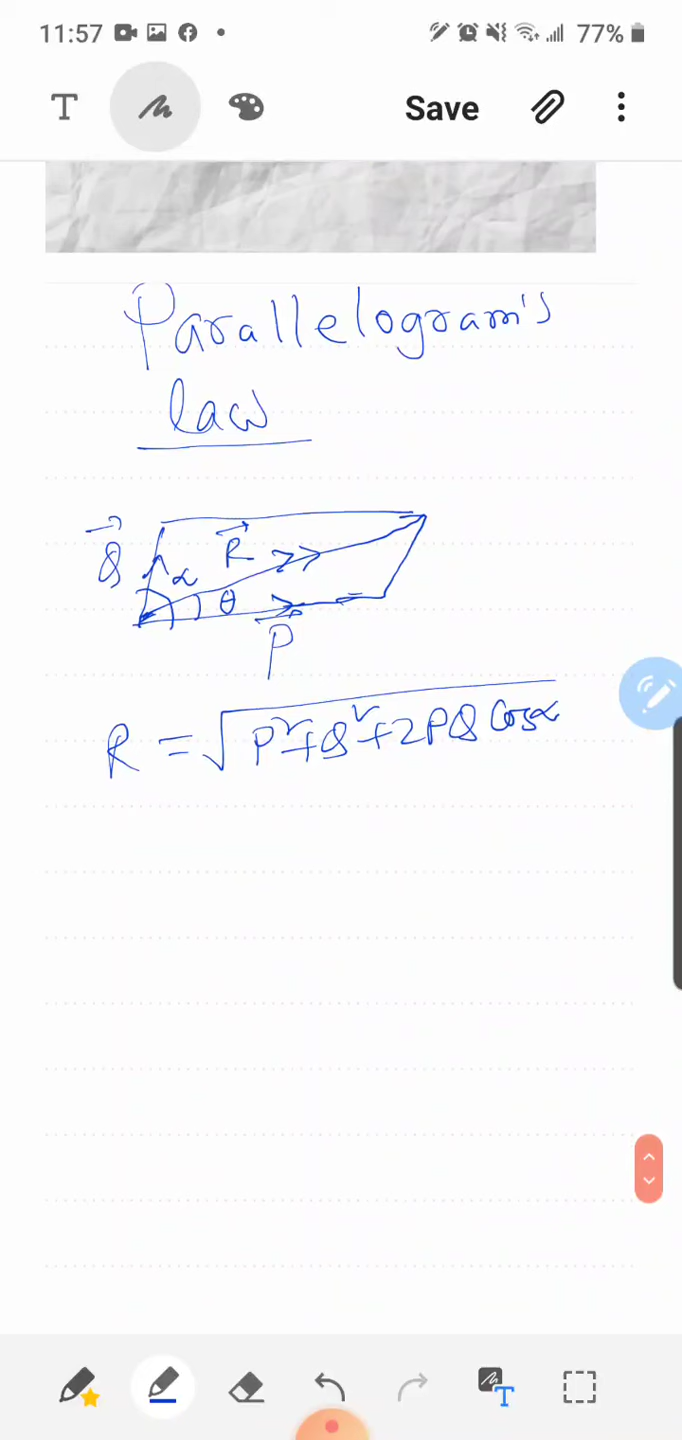 11:57 77%
T Save
Parallelogram's
law
Q⃗ α R⃗
θ
P⃗
R = √P²+Q²+2PQ Cosα